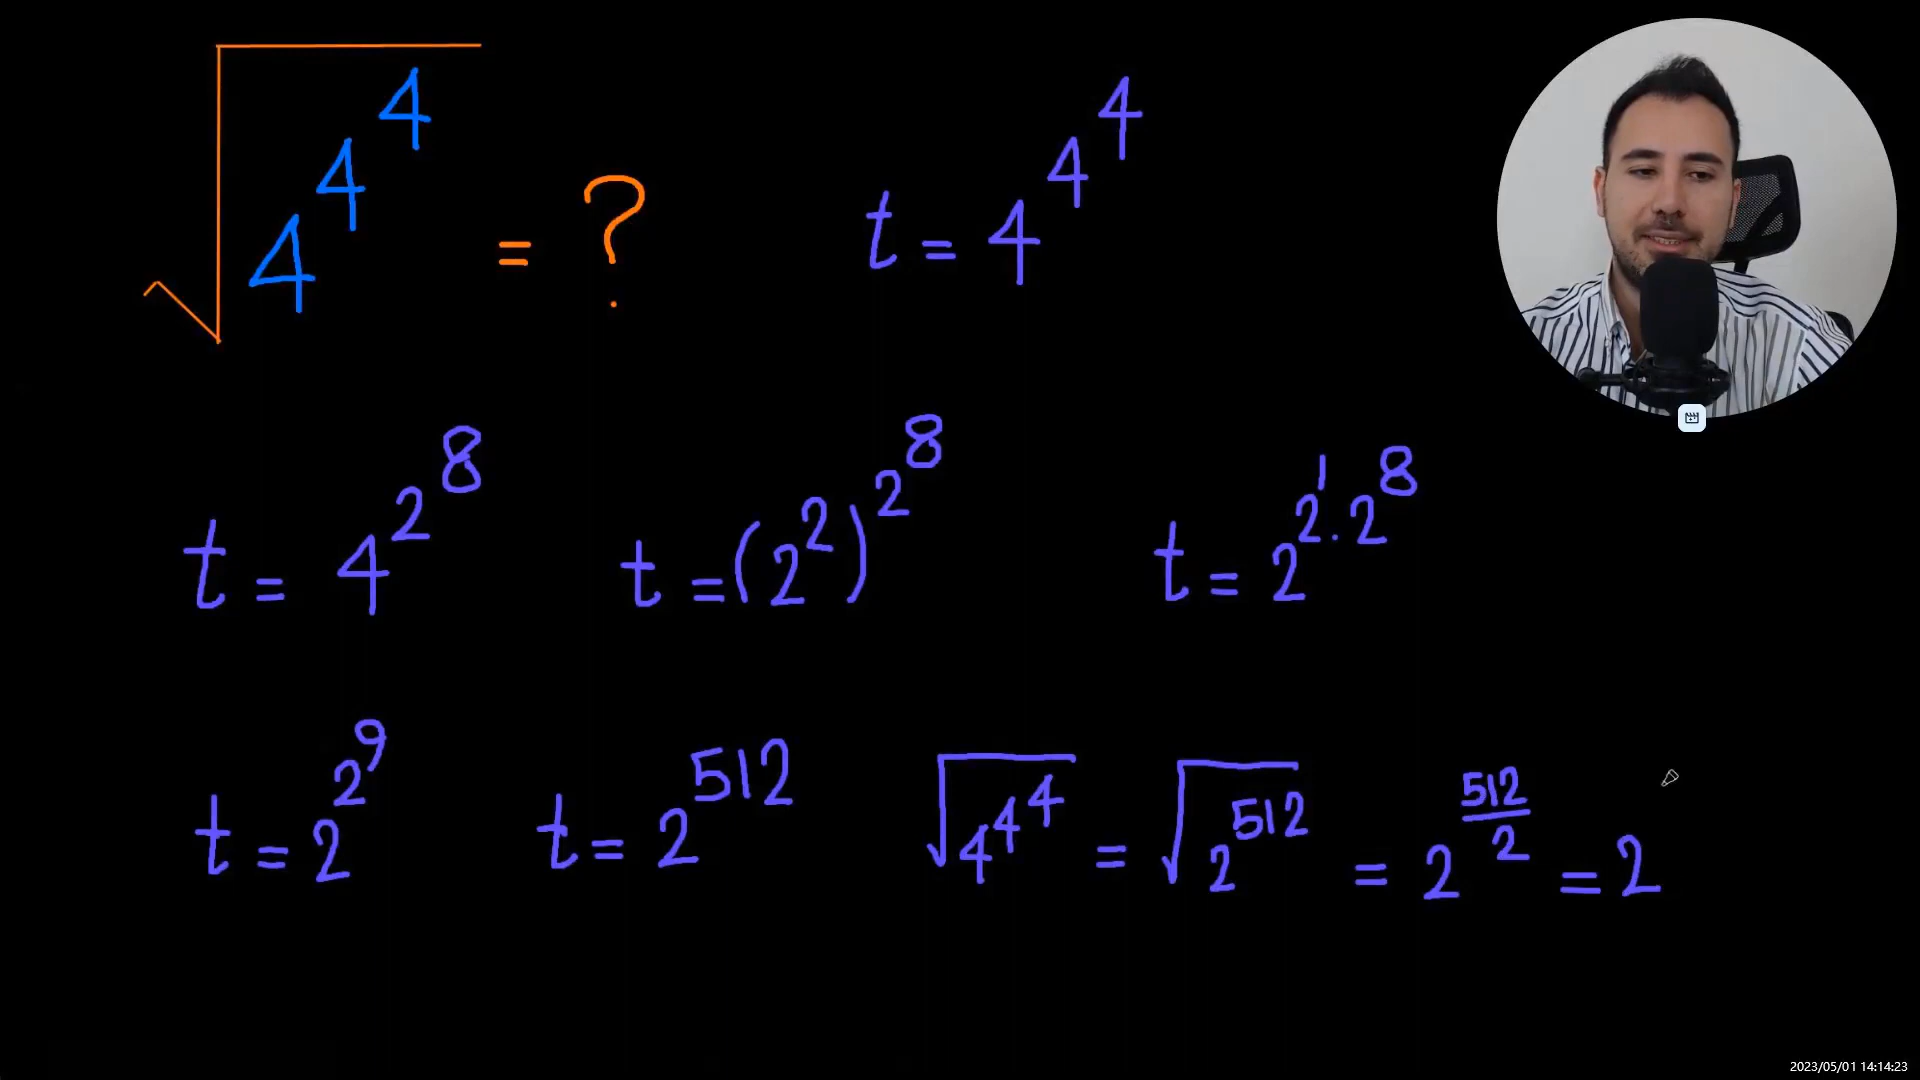 √(4^4^4) = ?
t = 4^4^4
t = 4^2^8
t = (2^2)^2^8
t = 2^(2^1 . 2^8)
t = 2^2^9
t = 2^512
√(4^4^4) = √(2^512) = 2^(512/2) = 2
2023/05/01 14:14:23